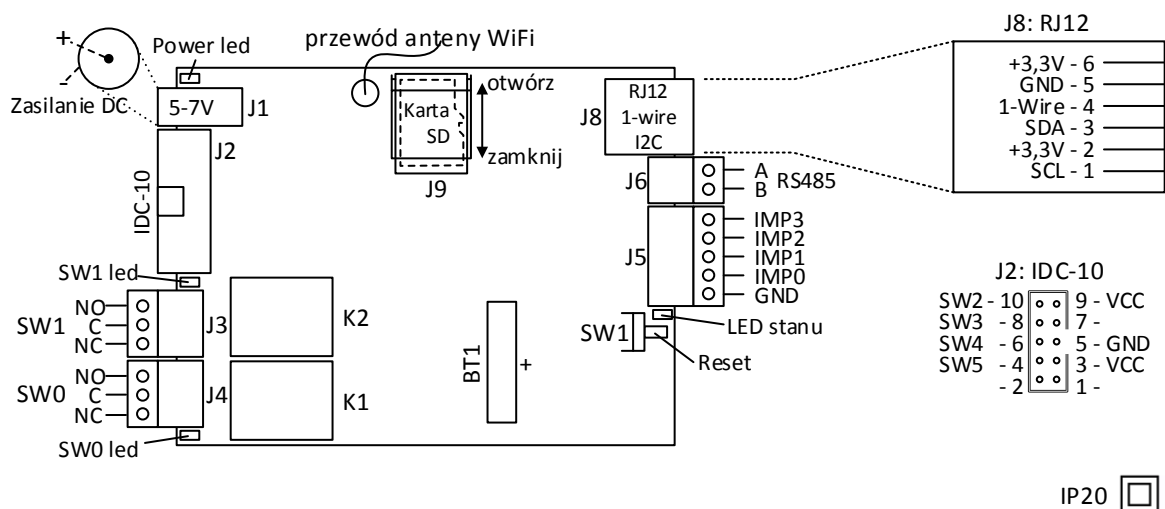 J8: RJ12
+3,3V - 6
GND - 5
1-Wire - 4
SDA - 3
+3,3V - 2
SCL - 1
+
-
Zasilanie DC
Power led
przewód anteny WiFi
5-7V
J1
J2
IDC-10
Karta
SD
otwórz
zamknij
J9
J8
RJ12
1-wire
I2C
J6
A
B
RS485
J5
IMP3
IMP2
IMP1
IMP0
GND
LED stanu
SW1
Reset
SW1 led
SW1
NO
C
NC
J3
K2
SW0
NO
C
NC
J4
K1
SW0 led
BT1
+
J2: IDC-10
SW2 - 10 9 - VCC
SW3 - 8 7 -
SW4 - 6 5 - GND
SW5 - 4 3 - VCC
- 2 1 -
IP20